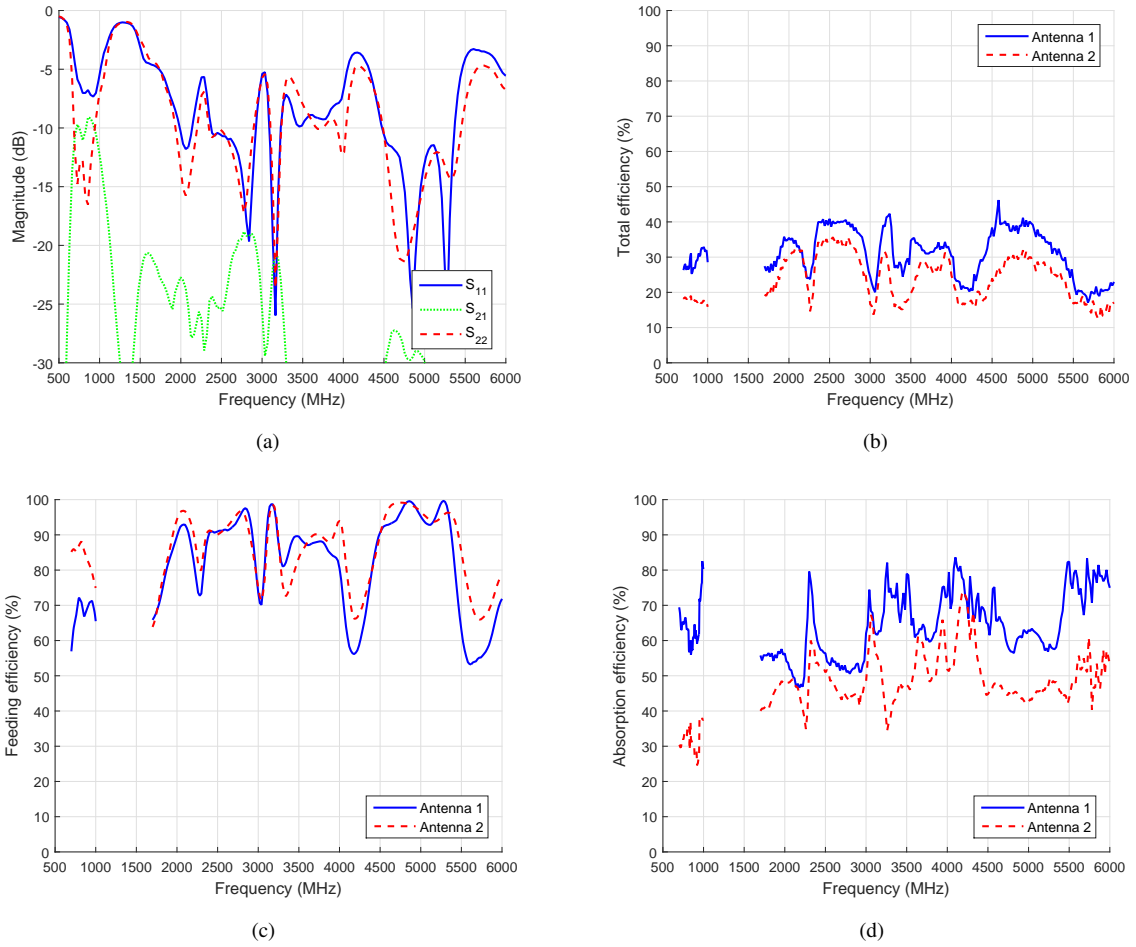 0
-5
-10
-15
-20
-25
-30
Magnitude (dB)
S11
S21
S22
500 1000 1500 2000 2500 3000 3500 4000 4500 5000 5500 6000
Frequency (MHz)
(a)
100
90
80
70
60
50
40
30
20
10
0
Total efficiency (%)
Antenna 1
Antenna 2
500 1000 1500 2000 2500 3000 3500 4000 4500 5000 5500 6000
Frequency (MHz)
(b)
100
90
80
70
60
50
40
30
20
10
0
Feeding efficiency (%)
Antenna 1
Antenna 2
500 1000 1500 2000 2500 3000 3500 4000 4500 5000 5500 6000
Frequency (MHz)
(c)
100
90
80
70
60
50
40
30
20
10
0
Absorption efficiency (%)
Antenna 1
Antenna 2
500 1000 1500 2000 2500 3000 3500 4000 4500 5000 5500 6000
Frequency (MHz)
(d)